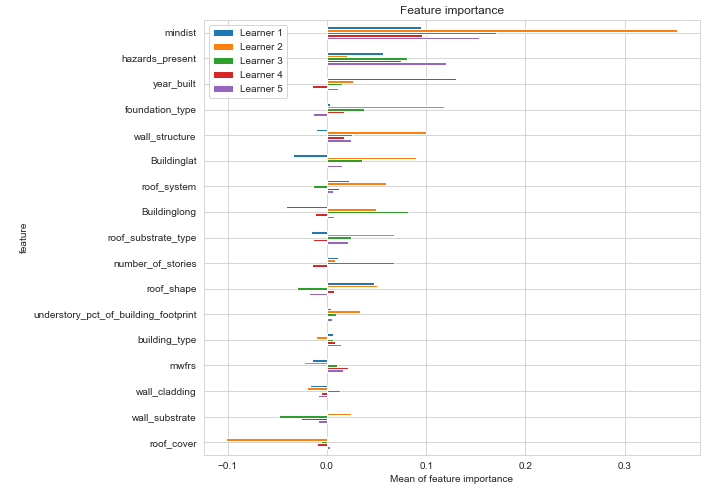 Feature importance
Learner 1
Learner 2
Learner 3
Learner 4
Learner 5
mindist
hazards_present
year_built
foundation_type
wall_structure
Buildinglat
roof_system
Buildinglong
roof_substrate_type
number_of_stories
roof_shape
understory_pct_of_building_footprint
building_type
mwfrs
wall_cladding
wall_substrate
roof_cover
feature
−0.1 0.0 0.1 0.2 0.3
Mean of feature importance